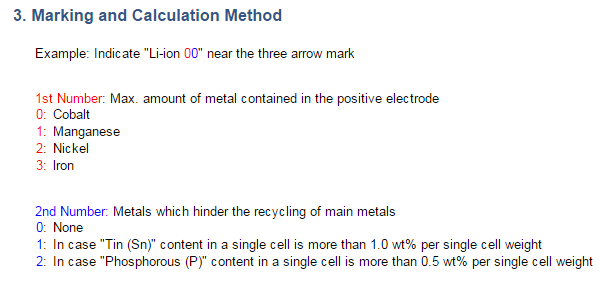 3. Marking and Calculation Method
Example: Indicate "Li-ion 00" near the three arrow mark
1st Number: Max. amount of metal contained in the positive electrode
0: Cobalt
1: Manganese
2: Nickel
3: Iron
2nd Number: Metals which hinder the recycling of main metals
0: None
1: In case "Tin (Sn)" content in a single cell is more than 1.0 wt% per single cell weight
2: In case "Phosphorous (P)" content in a single cell is more than 0.5 wt% per single cell weight